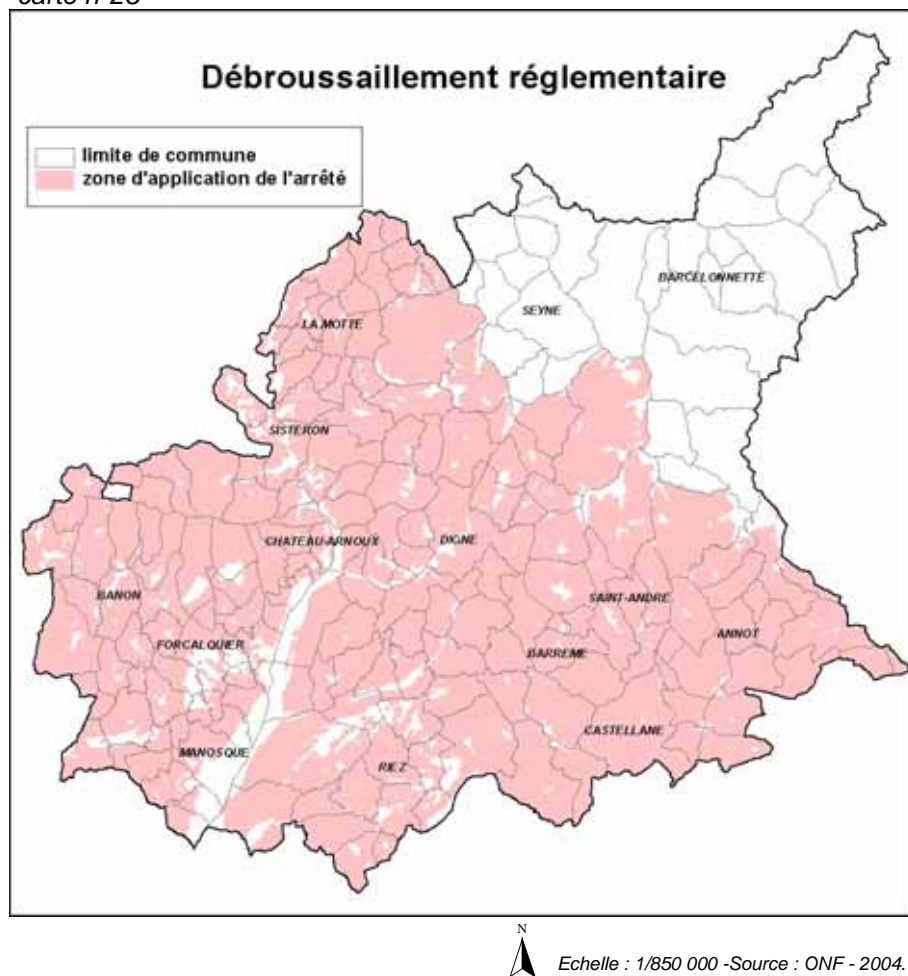 Débroussaillement réglementaire
limite de commune
zone d'application de l'arrêté
BARCELONNETTE
SEYNE
LA MOTTE
SISTERON
CHATEAU-ARNOUX
DIGNE
BANON
SAINT-ANDRE
ANNOT
FORCALQUIER
BARREME
CASTELLANE
MANOSQUE
RIEZ
N
Echelle : 1/850 000 -Source : ONF - 2004.